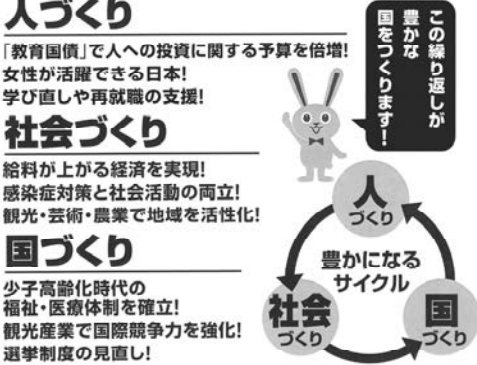 人づくり
「教育国債」で人への投資に関する予算を倍増!
女性が活躍できる日本!
学び直しや再就職の支援!
社会づくり
給料が上がる経済を実現!
感染症対策と社会活動の両立!
観光・芸術・農業で地域を活性化!
国づくり
少子高齢化時代の
福祉・医療体制を確立!
観光産業で国際競争力を強化!
選挙制度の見直し!
この繰り返しが
豊かな
国をつくります!
人
づくり
豊かになる
サイクル
社会
づくり
国
づくり